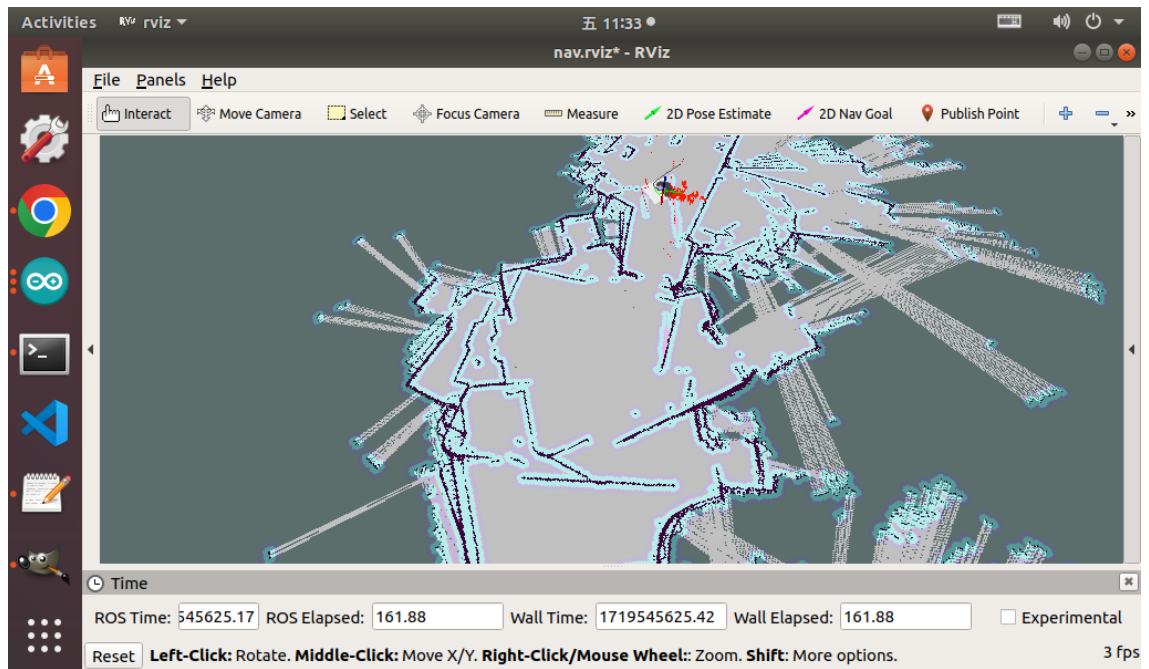 Activities RViz rviz 五 11:33
nav.rviz* - RViz
File Panels Help
Interact Move Camera Select Focus Camera Measure 2D Pose Estimate 2D Nav Goal Publish Point »
Time
ROS Time: 545625.17 ROS Elapsed: 161.88 Wall Time: 1719545625.42 Wall Elapsed: 161.88 Experimental
Reset Left-Click: Rotate. Middle-Click: Move X/Y. Right-Click/Mouse Wheel:: Zoom. Shift: More options. 3 fps